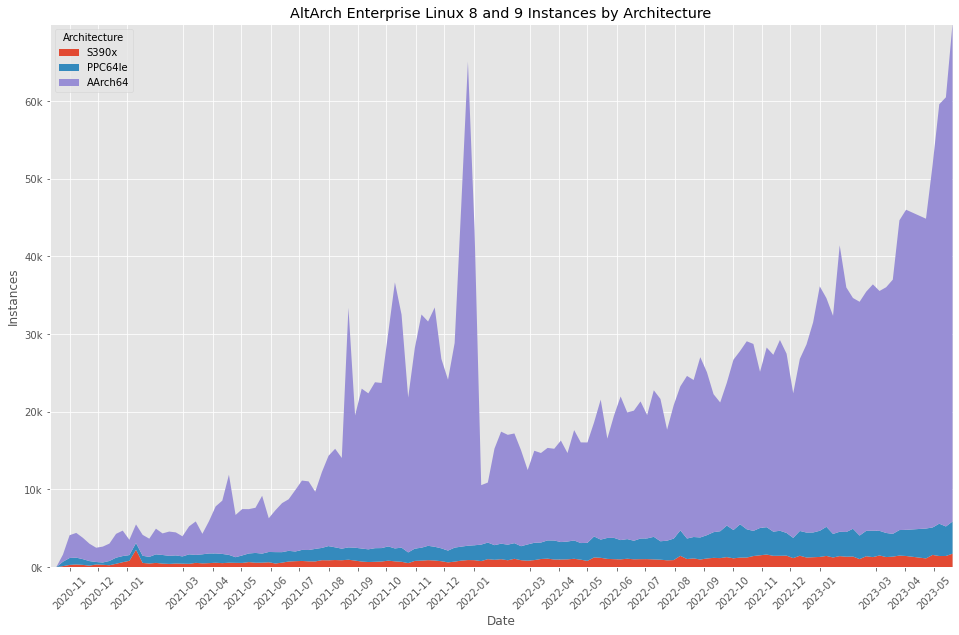 AltArch Enterprise Linux 8 and 9 Instances by Architecture
Architecture
S390x
PPC64le
AArch64
60k
50k
40k
30k
20k
10k
0k
Instances
2020-11
2020-12
2021-01
2021-03
2021-04
2021-05
2021-06
2021-07
2021-08
2021-09
2021-10
2021-11
2021-12
2022-01
2022-03
2022-04
2022-05
2022-06
2022-07
2022-08
2022-09
2022-10
2022-11
2022-12
2023-01
2023-03
2023-04
2023-05
Date